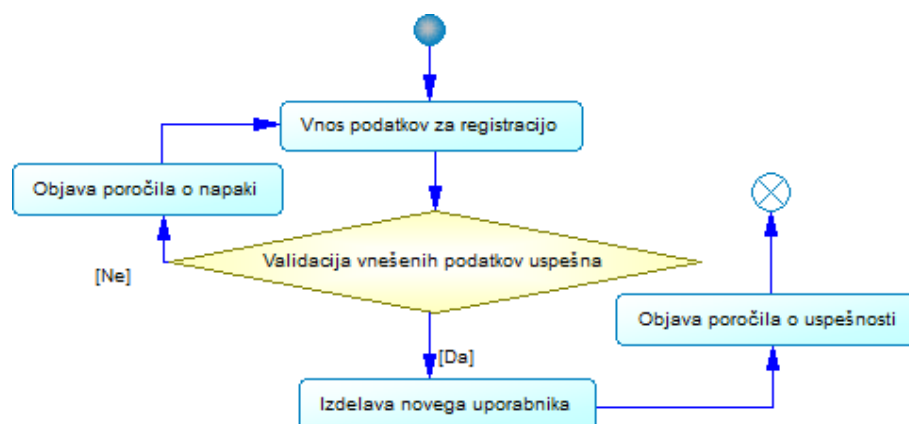 Vnos podatkov za registracijo
Objava poročila o napaki
Validacija vnešenih podatkov uspešna
[Ne]
Objava poročila o uspešnosti
[Da]
Izdelava novega uporabnika